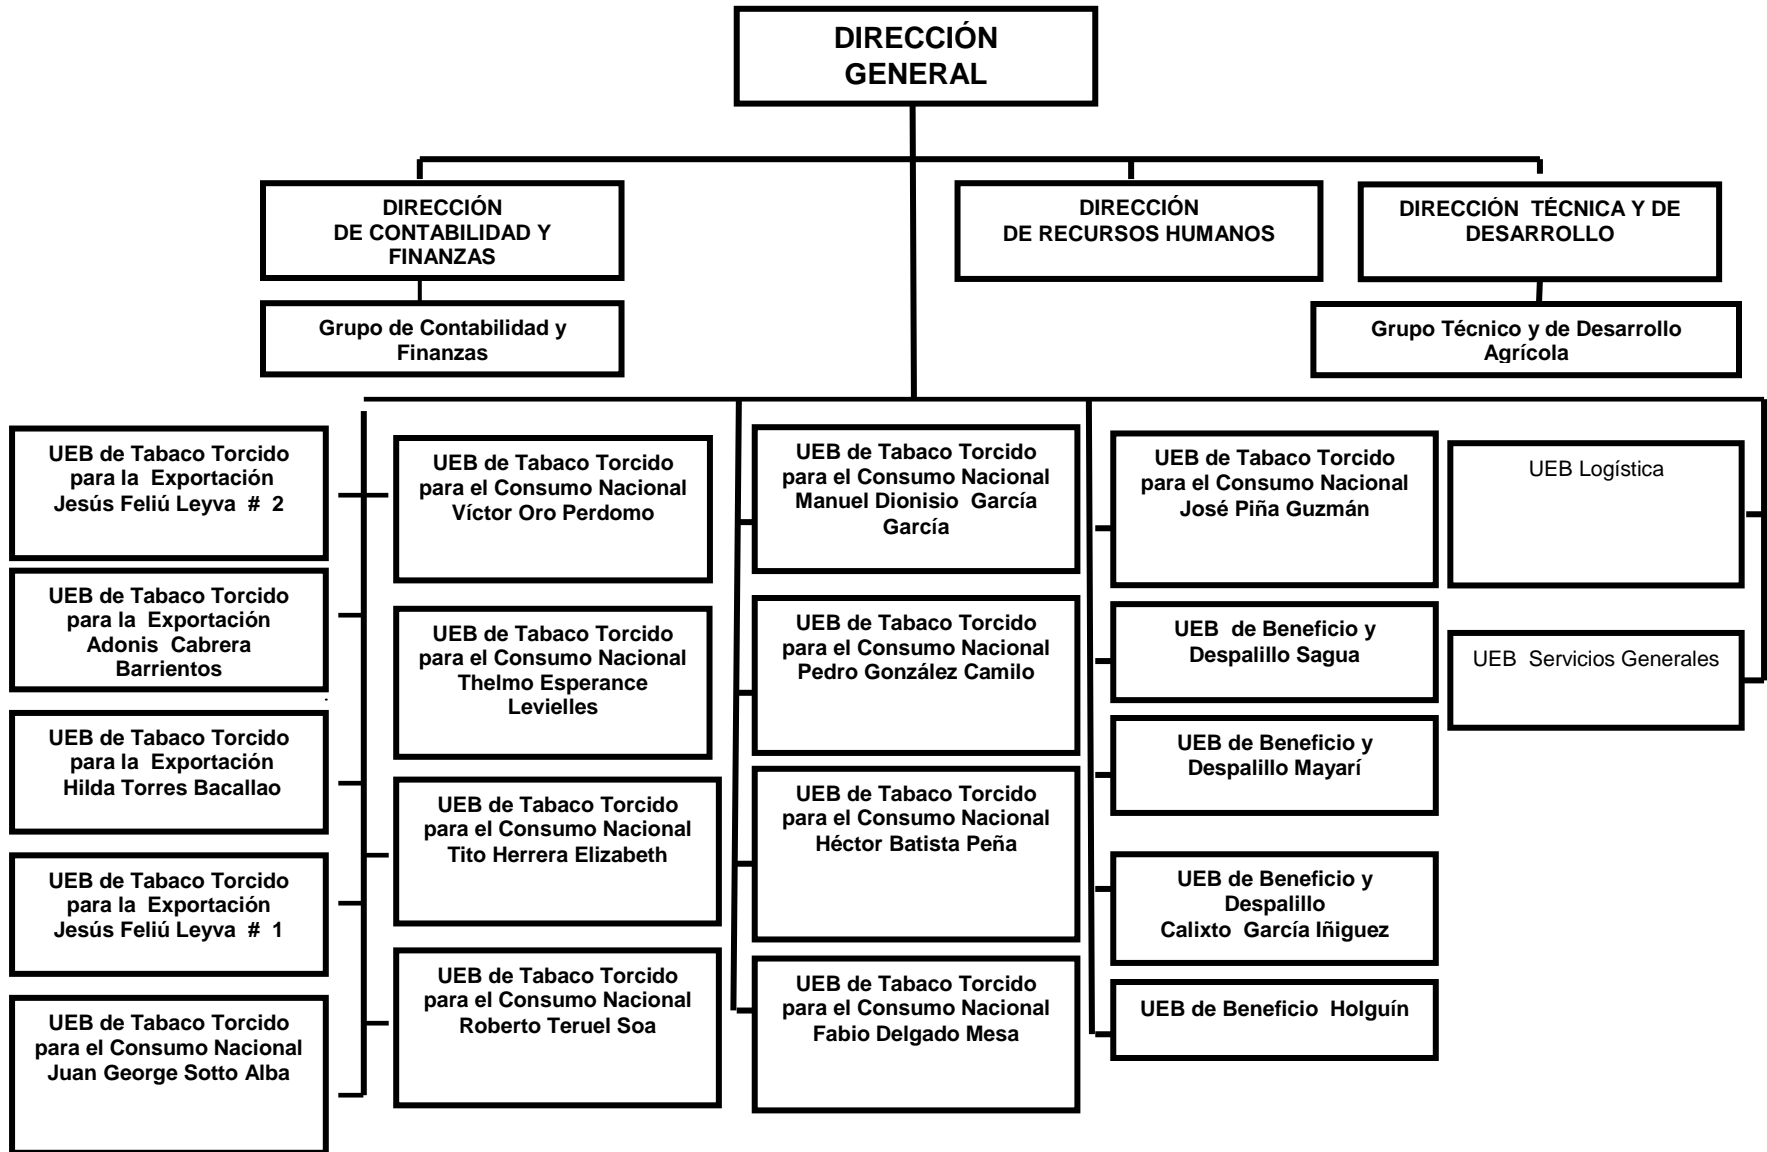 DIRECCIÓN
GENERAL
DIRECCIÓN
DE CONTABILIDAD Y
FINANZAS
DIRECCIÓN
DE RECURSOS HUMANOS
DIRECCIÓN TÉCNICA Y DE
DESARROLLO
Grupo de Contabilidad y
Finanzas
Grupo Técnico y de Desarrollo
Agrícola
UEB de Tabaco Torcido
para la Exportación
Jesús Feliú Leyva # 2
UEB de Tabaco Torcido
para la Exportación
Adonis Cabrera
Barrientos
UEB de Tabaco Torcido
para la Exportación
Hilda Torres Bacallao
UEB de Tabaco Torcido
para la Exportación
Jesús Feliú Leyva # 1
UEB de Tabaco Torcido
para el Consumo Nacional
Juan George Sotto Alba
UEB de Tabaco Torcido
para el Consumo Nacional
Víctor Oro Perdomo
UEB de Tabaco Torcido
para el Consumo Nacional
Thelmo Esperance
Levielles
UEB de Tabaco Torcido
para el Consumo Nacional
Tito Herrera Elizabeth
UEB de Tabaco Torcido
para el Consumo Nacional
Roberto Teruel Soa
UEB de Tabaco Torcido
para el Consumo Nacional
Manuel Dionisio García
García
UEB de Tabaco Torcido
para el Consumo Nacional
Pedro González Camilo
UEB de Tabaco Torcido
para el Consumo Nacional
Héctor Batista Peña
UEB de Tabaco Torcido
para el Consumo Nacional
Fabio Delgado Mesa
UEB de Tabaco Torcido
para el Consumo Nacional
José Piña Guzmán
UEB de Beneficio y
Despalillo Sagua
UEB de Beneficio y
Despalillo Mayarí
UEB de Beneficio y
Despalillo
Calixto García Iñiguez
UEB de Beneficio Holguín
UEB Logística
UEB Servicios Generales